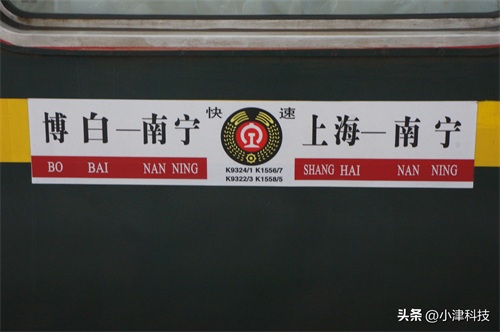 博白—南宁
BO BAI NAN NING
快速
K9324/1 K1556/7
K9322/3 K1558/5
上海—南宁
SHANG HAI NAN NING
头条 @小津科技